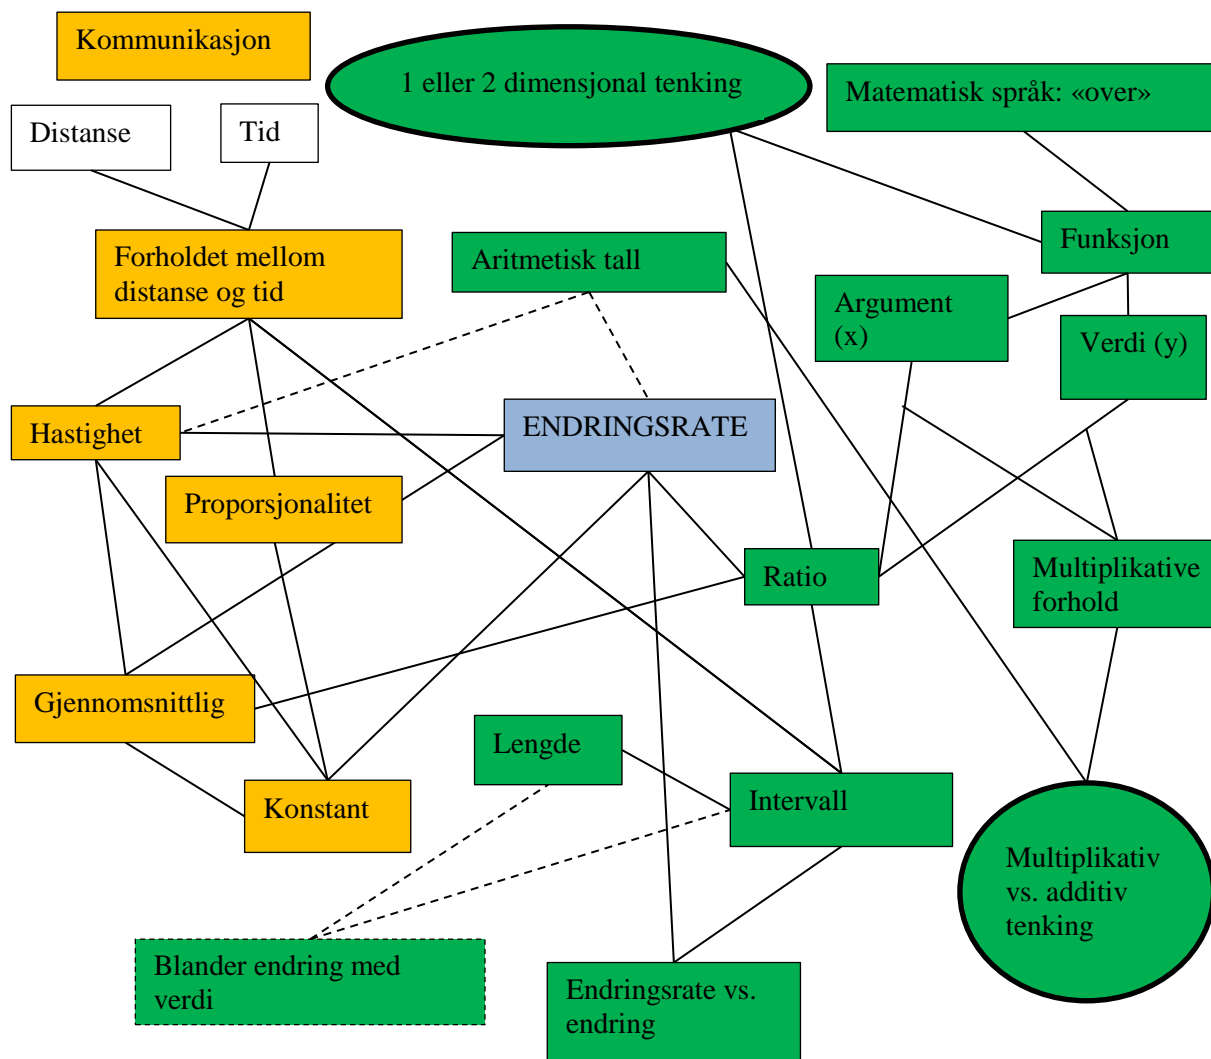 Kommunikasjon
1 eller 2 dimensjonal tenking
Matematisk språk: «over»
Distanse
Tid
Forholdet mellom
distanse og tid
Aritmetisk tall
Funksjon
Argument
(x)
Verdi (y)
Hastighet
ENDRINGSRATE
Proporsjonalitet
Ratio
Multiplikative
forhold
Gjennomsnittlig
Lengde
Konstant
Intervall
Multiplikativ
vs. additiv
tenking
Blander endring med
verdi
Endringsrate vs.
endring